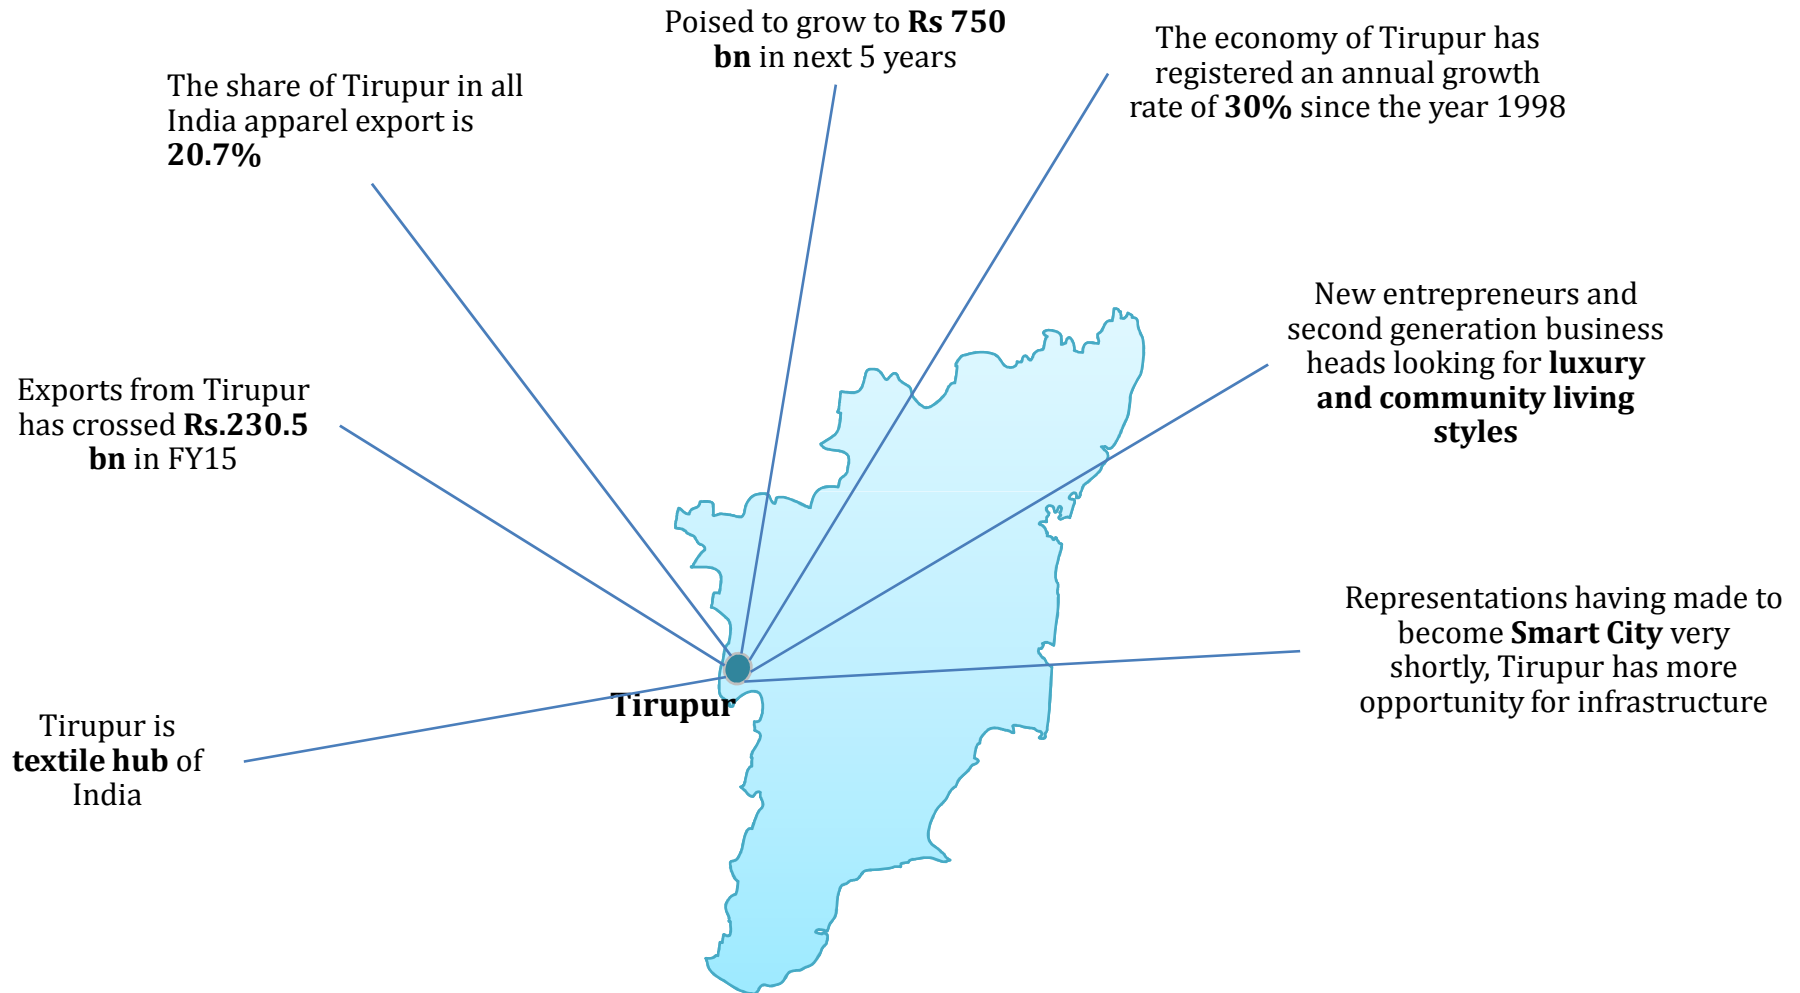 Poised to grow to Rs 750
bn in next 5 years
The economy of Tirupur has
registered an annual growth
rate of 30% since the year 1998
The share of Tirupur in all
India apparel export is
20.7%
New entrepreneurs and
second generation business
heads looking for luxury
and community living
styles
Exports from Tirupur
has crossed Rs.230.5
bn in FY15
Representations having made to
become Smart City very
shortly, Tirupur has more
opportunity for infrastructure
Tirupur
Tirupur is
textile hub of
India